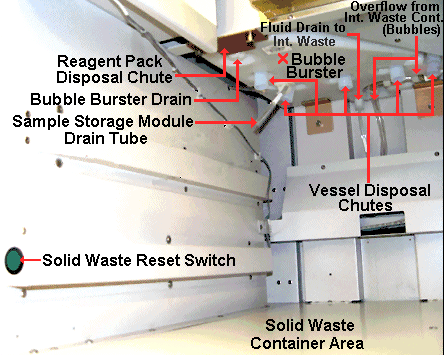 Overflow from
Int. Waste Cont.
(Bubbles)
Fluid Drain to
Int. Waste
Reagent Pack
Disposal Chute
Bubble
Burster
Bubble Burster Drain
Sample Storage Module
Drain Tube
Vessel Disposal
Chutes
Solid Waste Reset Switch
Solid Waste
Container Area